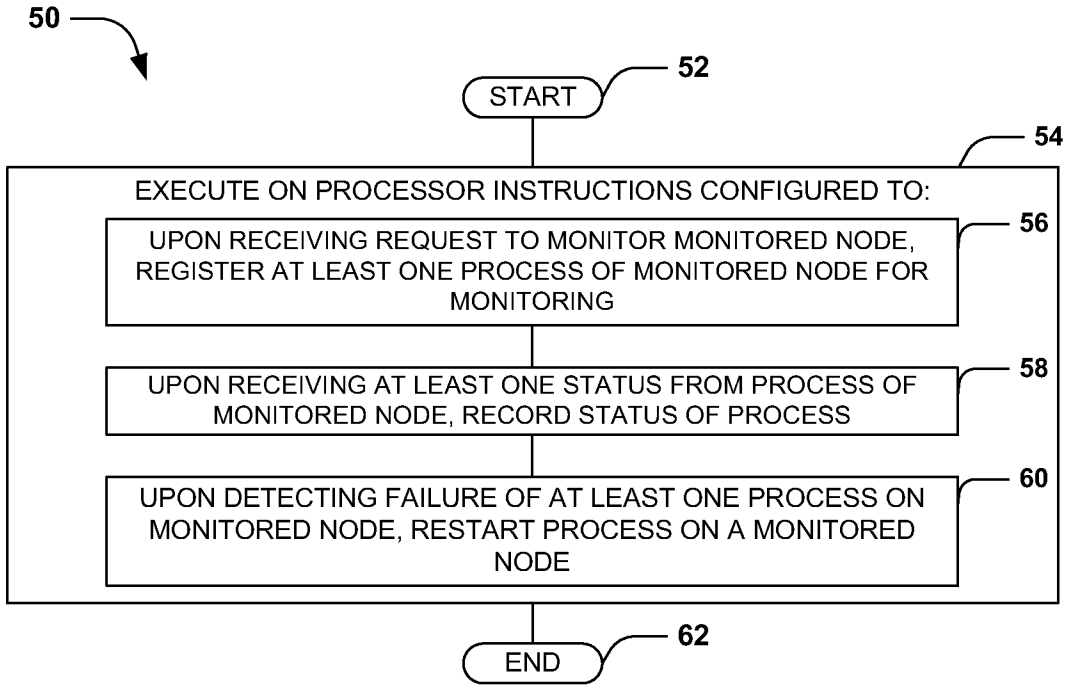 50
52
START
54
EXECUTE ON PROCESSOR INSTRUCTIONS CONFIGURED TO:
56
UPON RECEIVING REQUEST TO MONITOR MONITORED NODE,
REGISTER AT LEAST ONE PROCESS OF MONITORED NODE FOR
MONITORING
58
UPON RECEIVING AT LEAST ONE STATUS FROM PROCESS OF
MONITORED NODE, RECORD STATUS OF PROCESS
60
UPON DETECTING FAILURE OF AT LEAST ONE PROCESS ON
MONITORED NODE, RESTART PROCESS ON A MONITORED
NODE
62
END